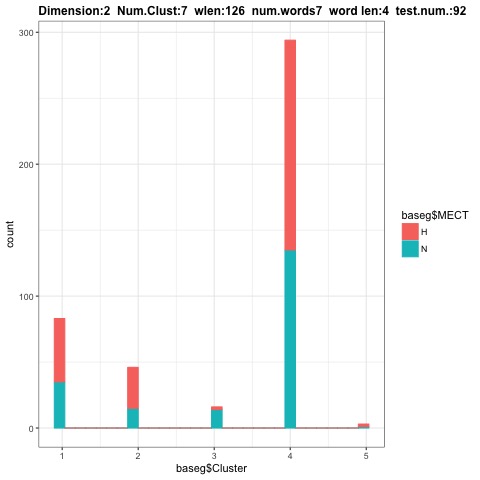 Dimension:2 Num.Clust:7 wlen:126 num.words7 word len:4 test.num.:92
300
200
100
0
count
1 2 3 4 5
baseg$Cluster
baseg$MECT
H
N